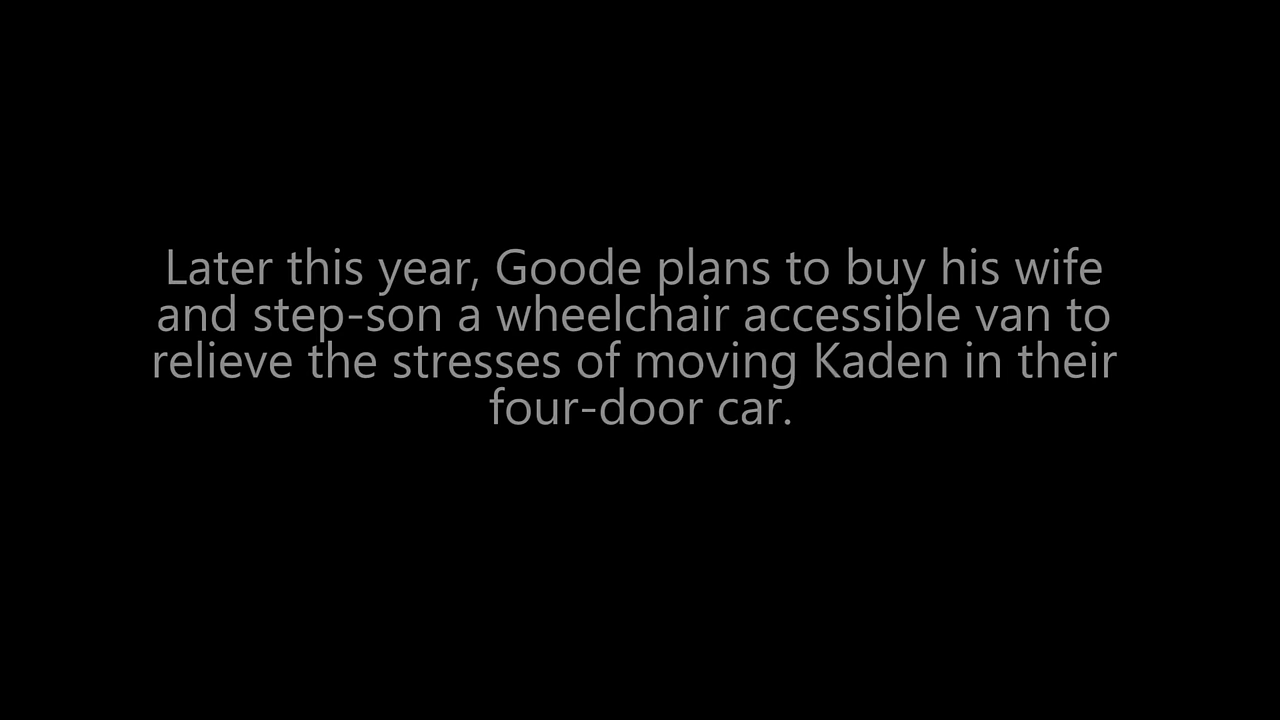 Later this year, Goode plans to buy his wife
and step-son a wheelchair accessible van to
relieve the stresses of moving Kaden in their
four-door car.